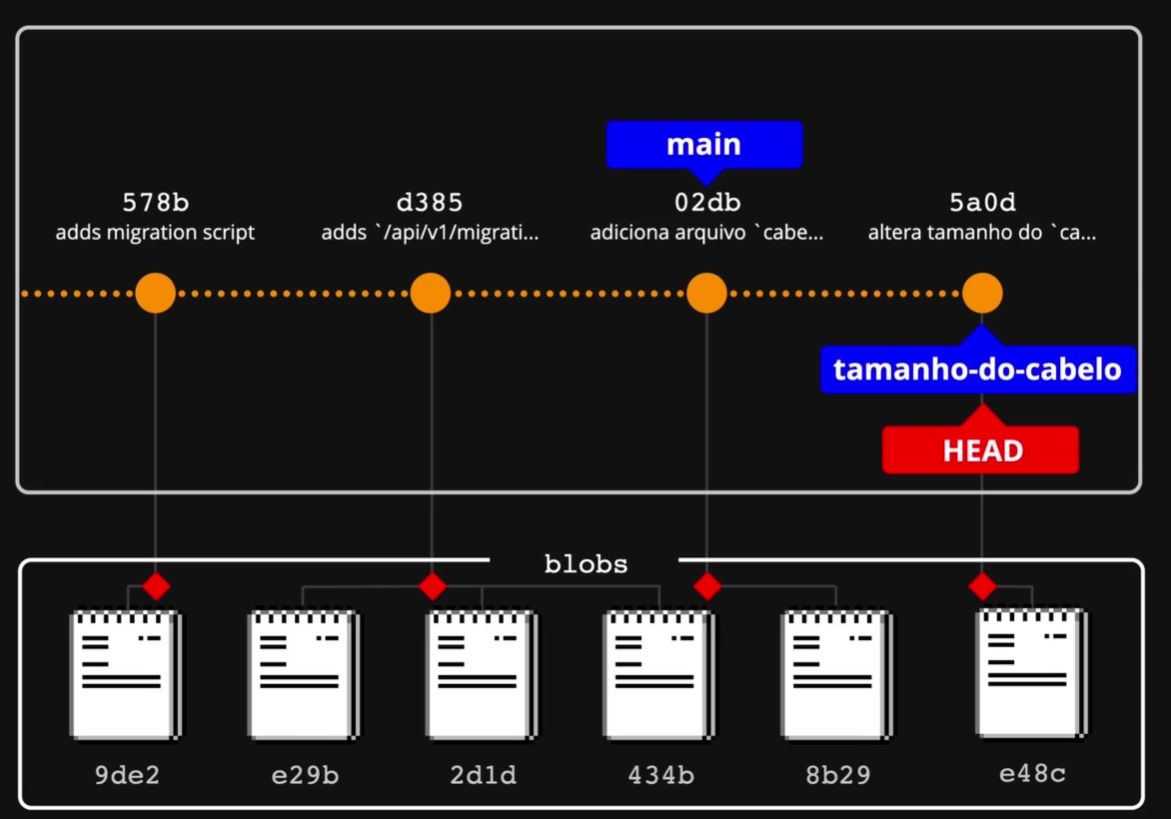 main
578b
adds migration script
d385
adds `/api/v1/migrati...
02db
adiciona arquivo `cabe...
5a0d
altera tamanho do `ca...
tamanho-do-cabelo
HEAD
blobs
9de2
e29b
2d1d
434b
8b29
e48c